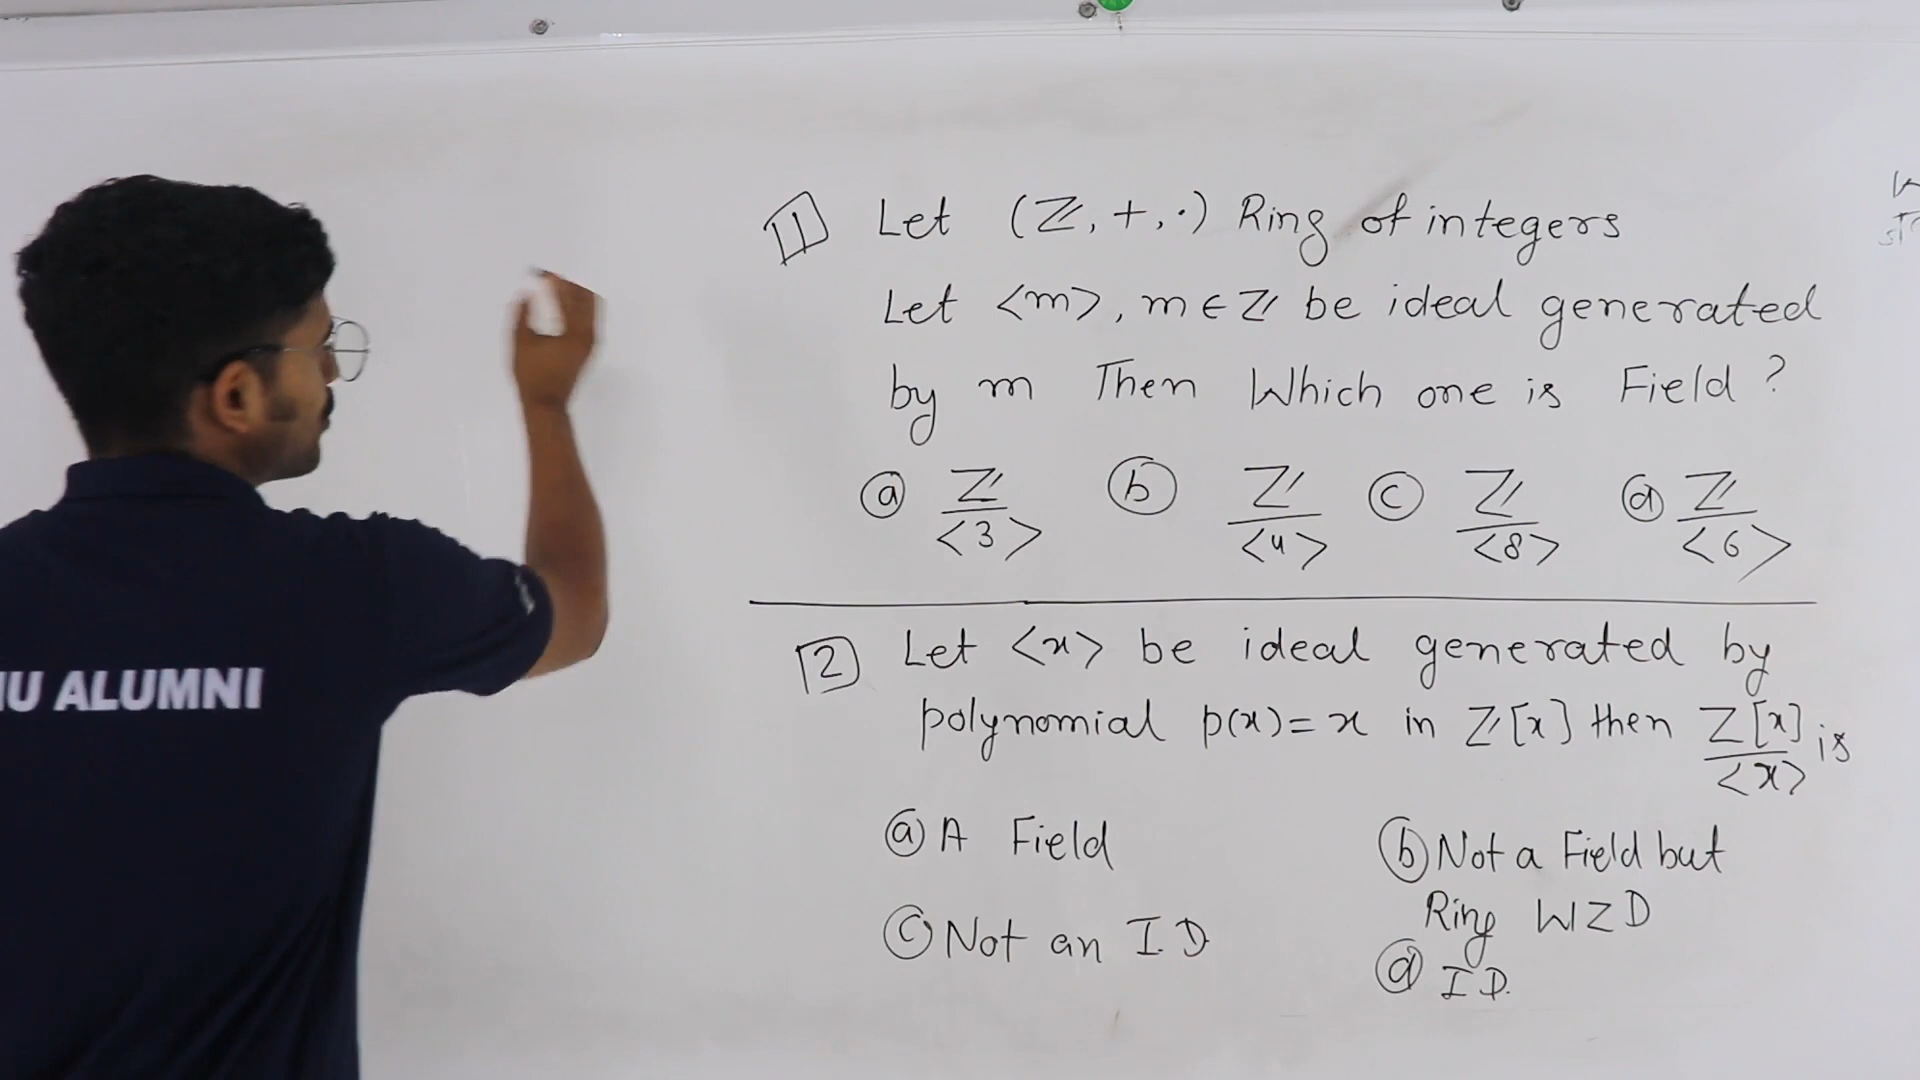 1 Let (ℤ, +, ·) Ring of integers
Let <m>, m ∈ ℤ be ideal generated
by m Then Which one is Field ?
ⓐ ℤ/<3> ⓑ ℤ/<4> ⓒ ℤ/<8> ⓓ ℤ/<6>
2 Let <x> be ideal generated by
polynomial p(x) = x in ℤ[x] then ℤ[x]/<x> is
ⓐ A Field
ⓑ Not a Field but
Ring WZD
ⓒ Not an I.D
ⓓ I.D.
U ALUMNI